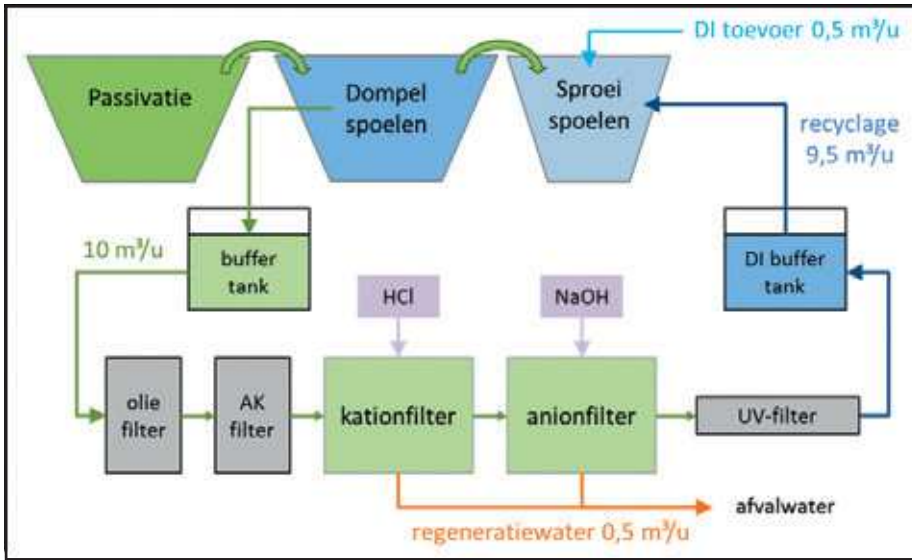 DI toevoer 0,5 m³/u
Passivatie
Dompel
spoelen
Sproei
spoelen
recyclage
9,5 m³/u
10 m³/u
buffer
tank
HCl
NaOH
DI buffer
tank
olie
filter
AK
filter
kationfilter
anionfilter
UV-filter
regeneratiewater 0,5 m³/u
afvalwater